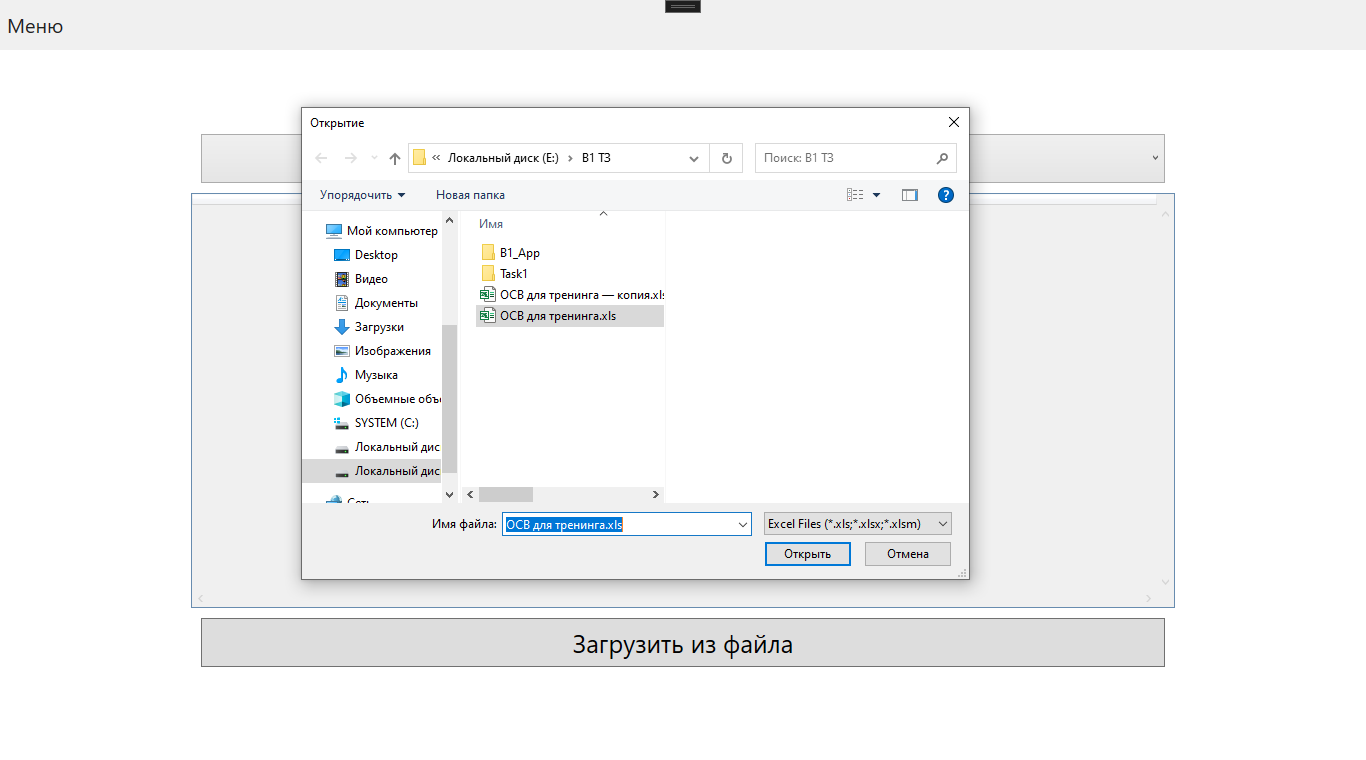 Меню
Открытие
« Локальный диск (E:) › B1 ТЗ
Поиск: B1 ТЗ
Упорядочить
Новая папка
?
Мой компьютер
Desktop
Видео
Документы
Загрузки
Изображения
Музыка
Объемные объ
SYSTEM (C:)
Локальный дис
Локальный дис
Сеть
Имя
B1_App
Task1
ОСВ для тренинга — копия.xls
ОСВ для тренинга.xls
Имя файла:
ОСВ для тренинга.xls
Excel Files (*.xls;*.xlsx;*.xlsm)
Открыть
Отмена
Загрузить из файла